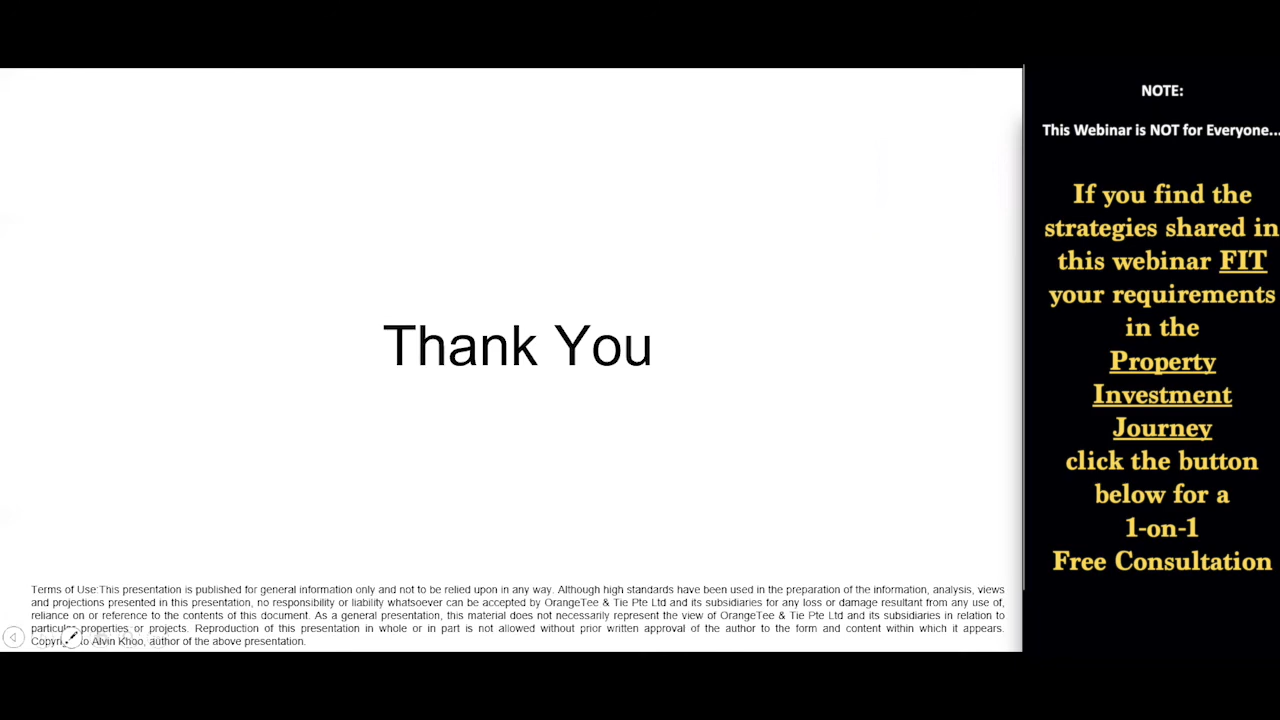 Thank You
Terms of Use:This presentation is published for general information only and not to be relied upon in any way. Although high standards have been used in the preparation of the information, analysis, views
and projections presented in this presentation, no responsibility or liability whatsoever can be accepted by OrangeTee & Tie Pte Ltd and its subsidiaries for any loss or damage resultant from any use of,
reliance on or reference to the contents of this document. As a general presentation, this material does not necessarily represent the view of OrangeTee & Tie Pte Ltd and its subsidiaries in relation to
particular properties or projects. Reproduction of this presentation in whole or in part is not allowed without prior written approval of the author to the form and content within which it appears.
to Alvin Khoo, author of the above presentation.
NOTE:
This Webinar is NOT for Everyone...
If you find the
strategies shared in
this webinar FIT
your requirements
in the
Property
Investment
Journey
click the button
below for a
1-on-1
Free Consultation